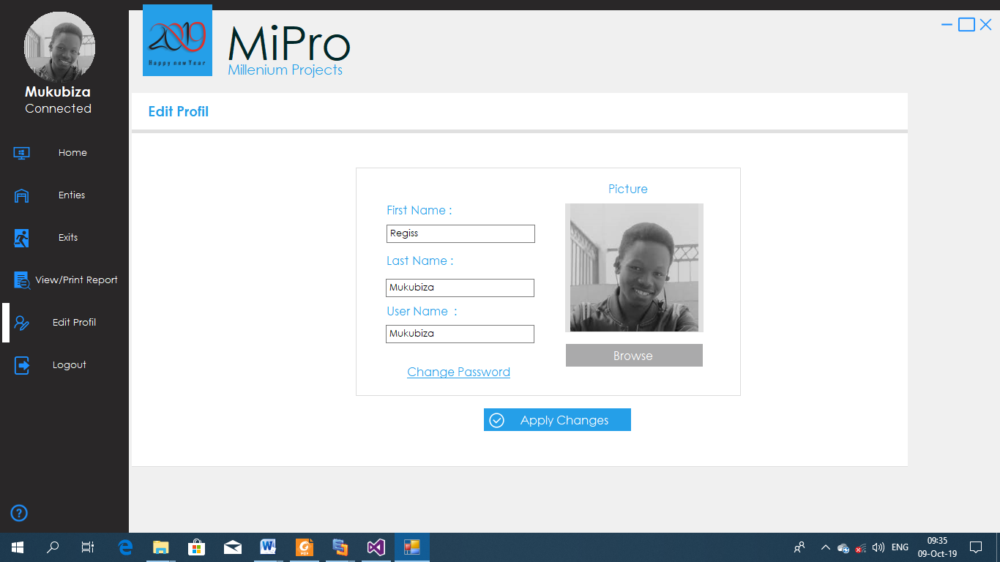 Mukubiza
Connected
Home
Enties
Exits
View/Print Report
Edit Profil
Logout
2019
Happy new Year
MiPro
Millenium Projects
Edit Profil
First Name :
Regiss
Last Name :
Mukubiza
User Name :
Mukubiza
Change Password
Picture
Browse
Apply Changes
?
W
PDF
ENG
09:35
09-Oct-19